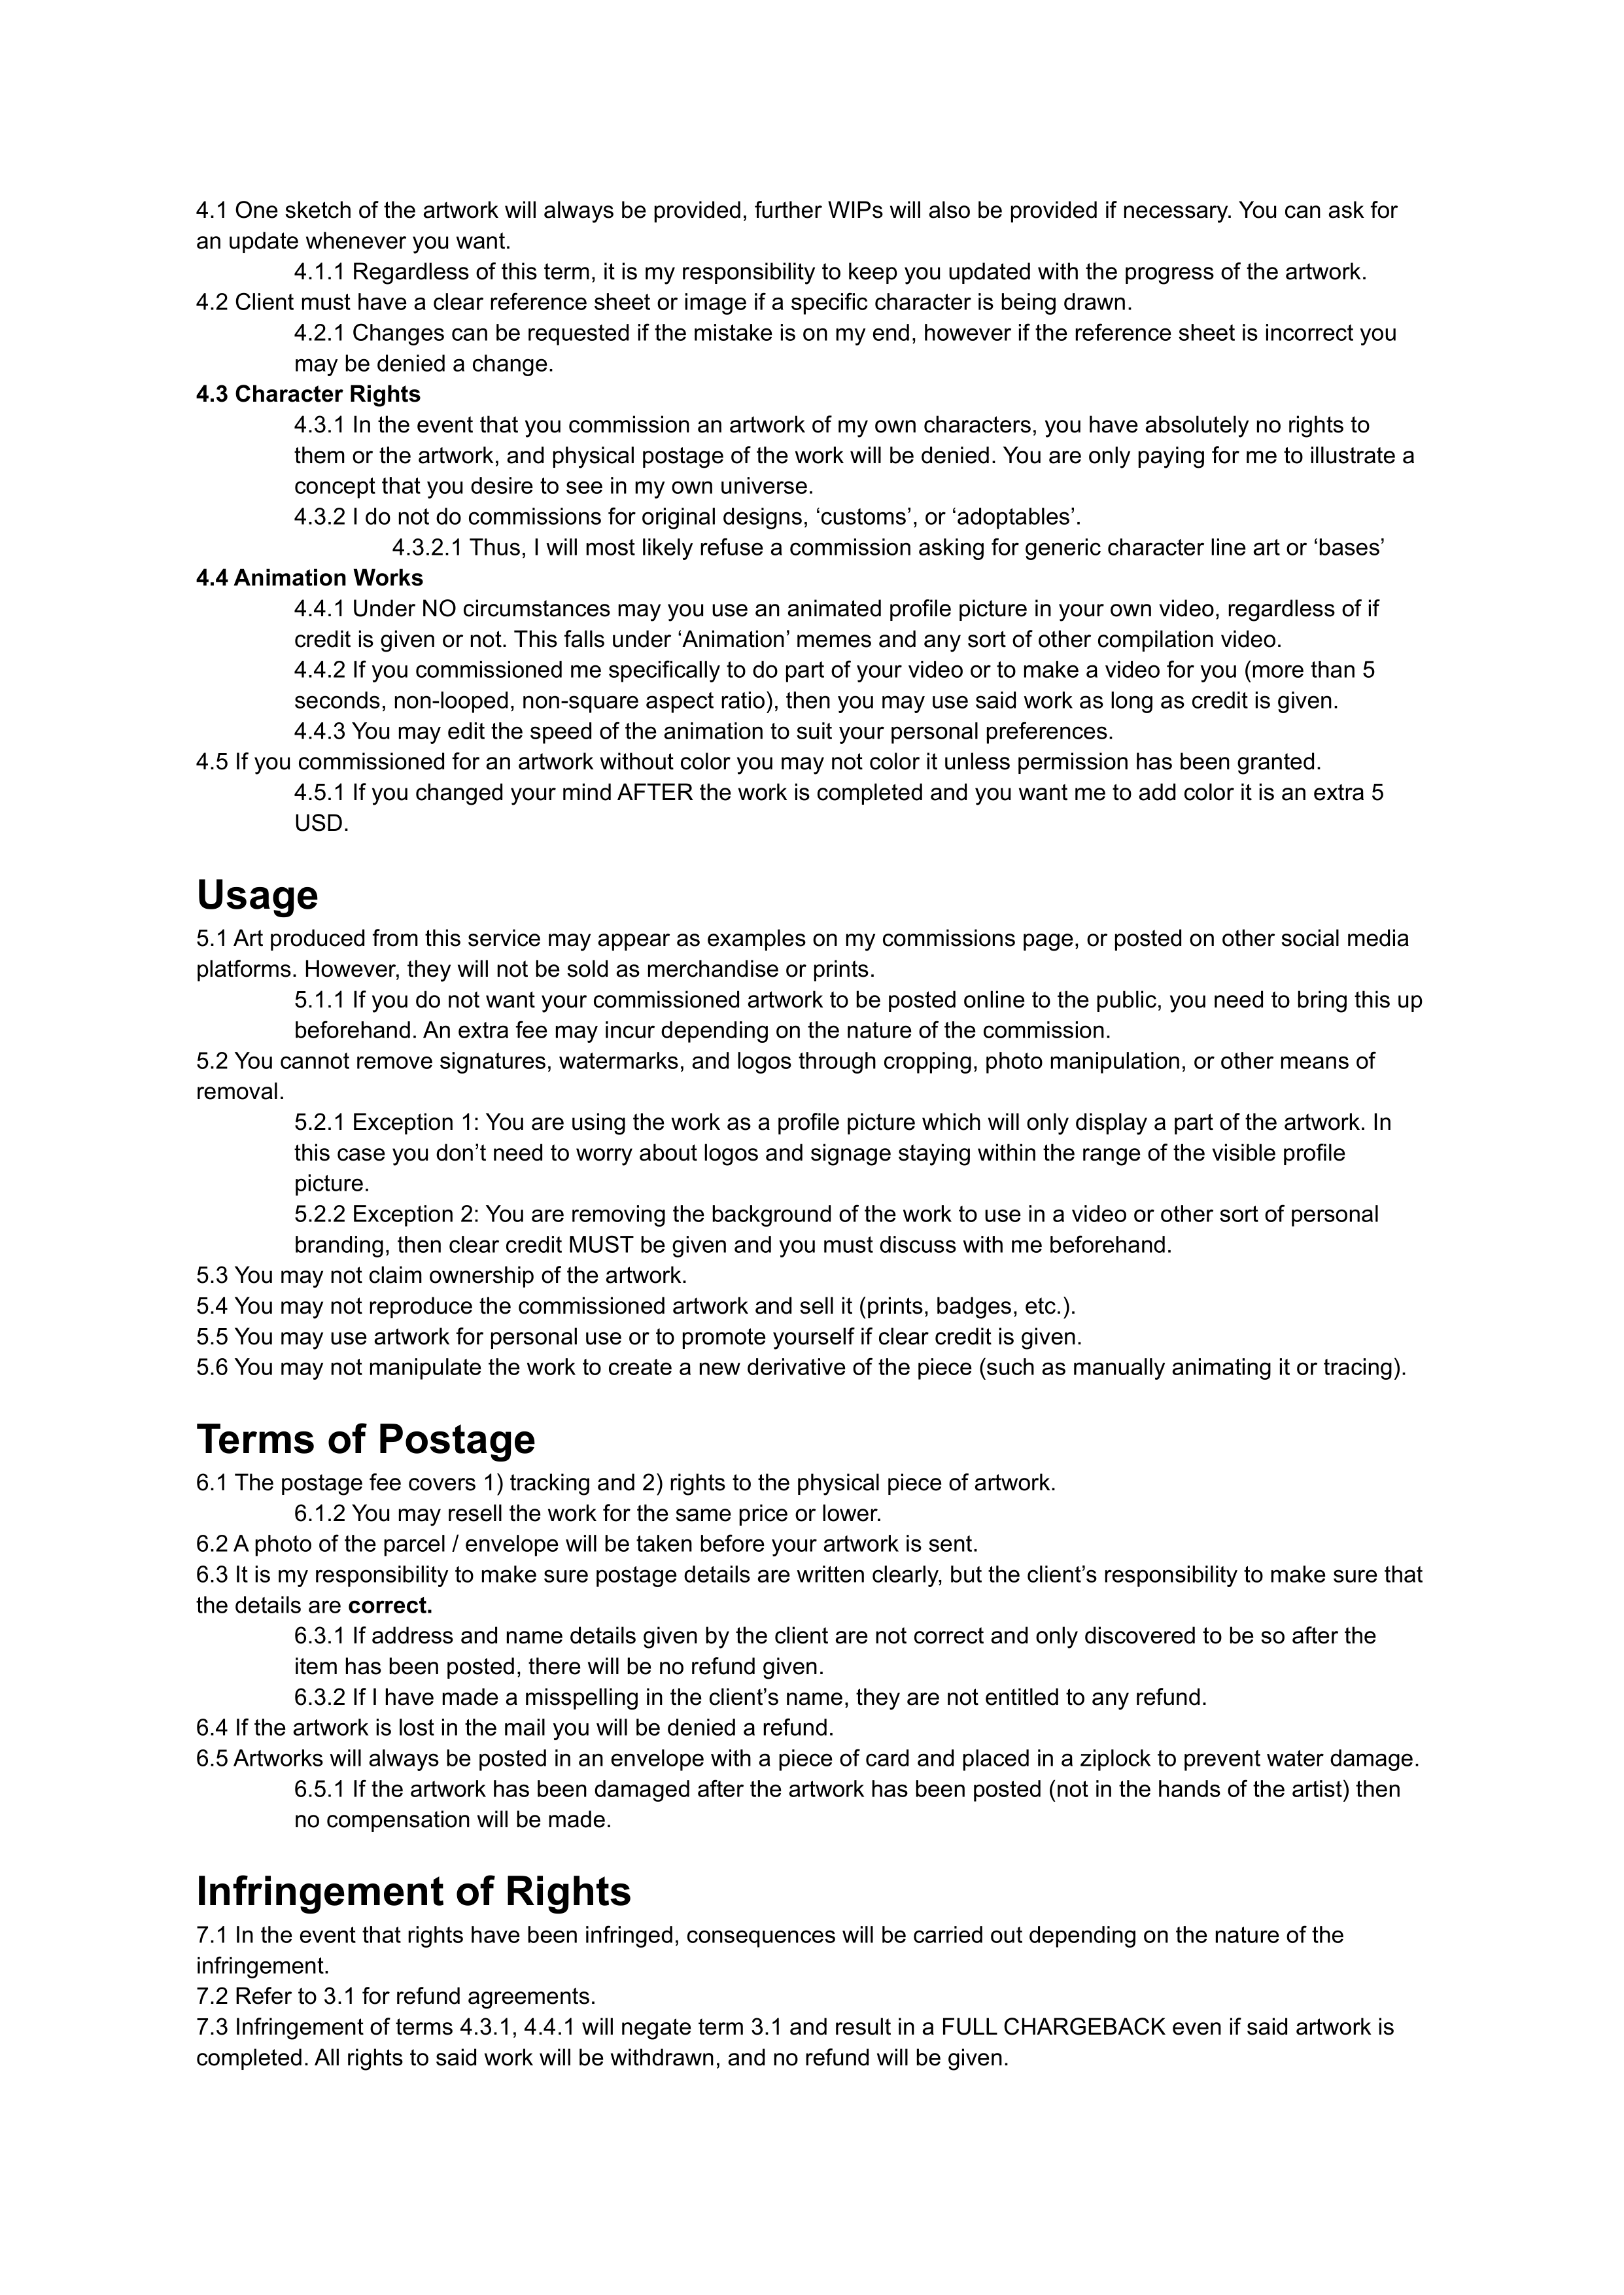 4.1 One sketch of the artwork will always be provided, further WIPs will also be provided if necessary. You can ask for
an update whenever you want.
4.1.1 Regardless of this term, it is my responsibility to keep you updated with the progress of the artwork.
4.2 Client must have a clear reference sheet or image if a specific character is being drawn.
4.2.1 Changes can be requested if the mistake is on my end, however if the reference sheet is incorrect you
may be denied a change.
4.3 Character Rights
4.3.1 In the event that you commission an artwork of my own characters, you have absolutely no rights to
them or the artwork, and physical postage of the work will be denied. You are only paying for me to illustrate a
concept that you desire to see in my own universe.
4.3.2 I do not do commissions for original designs, ‘customs’, or ‘adoptables’.
4.3.2.1 Thus, I will most likely refuse a commission asking for generic character line art or ‘bases’
4.4 Animation Works
4.4.1 Under NO circumstances may you use an animated profile picture in your own video, regardless of if
credit is given or not. This falls under ‘Animation’ memes and any sort of other compilation video.
4.4.2 If you commissioned me specifically to do part of your video or to make a video for you (more than 5
seconds, non-looped, non-square aspect ratio), then you may use said work as long as credit is given.
4.4.3 You may edit the speed of the animation to suit your personal preferences.
4.5 If you commissioned for an artwork without color you may not color it unless permission has been granted.
4.5.1 If you changed your mind AFTER the work is completed and you want me to add color it is an extra 5
USD.
Usage
5.1 Art produced from this service may appear as examples on my commissions page, or posted on other social media
platforms. However, they will not be sold as merchandise or prints.
5.1.1 If you do not want your commissioned artwork to be posted online to the public, you need to bring this up
beforehand. An extra fee may incur depending on the nature of the commission.
5.2 You cannot remove signatures, watermarks, and logos through cropping, photo manipulation, or other means of
removal.
5.2.1 Exception 1: You are using the work as a profile picture which will only display a part of the artwork. In
this case you don’t need to worry about logos and signage staying within the range of the visible profile
picture.
5.2.2 Exception 2: You are removing the background of the work to use in a video or other sort of personal
branding, then clear credit MUST be given and you must discuss with me beforehand.
5.3 You may not claim ownership of the artwork.
5.4 You may not reproduce the commissioned artwork and sell it (prints, badges, etc.).
5.5 You may use artwork for personal use or to promote yourself if clear credit is given.
5.6 You may not manipulate the work to create a new derivative of the piece (such as manually animating it or tracing).
Terms of Postage
6.1 The postage fee covers 1) tracking and 2) rights to the physical piece of artwork.
6.1.2 You may resell the work for the same price or lower.
6.2 A photo of the parcel / envelope will be taken before your artwork is sent.
6.3 It is my responsibility to make sure postage details are written clearly, but the client’s responsibility to make sure that
the details are correct.
6.3.1 If address and name details given by the client are not correct and only discovered to be so after the
item has been posted, there will be no refund given.
6.3.2 If I have made a misspelling in the client’s name, they are not entitled to any refund.
6.4 If the artwork is lost in the mail you will be denied a refund.
6.5 Artworks will always be posted in an envelope with a piece of card and placed in a ziplock to prevent water damage.
6.5.1 If the artwork has been damaged after the artwork has been posted (not in the hands of the artist) then
no compensation will be made.
Infringement of Rights
7.1 In the event that rights have been infringed, consequences will be carried out depending on the nature of the
infringement.
7.2 Refer to 3.1 for refund agreements.
7.3 Infringement of terms 4.3.1, 4.4.1 will negate term 3.1 and result in a FULL CHARGEBACK even if said artwork is
completed. All rights to said work will be withdrawn, and no refund will be given.